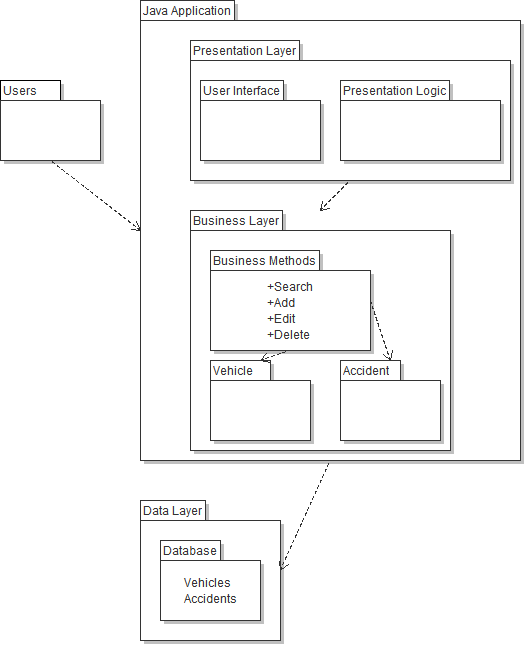 Java Application
Presentation Layer
Users
User Interface
Presentation Logic
Business Layer
Business Methods
+Search
+Add
+Edit
+Delete
Vehicle
Accident
Data Layer
Database
Vehicles
Accidents